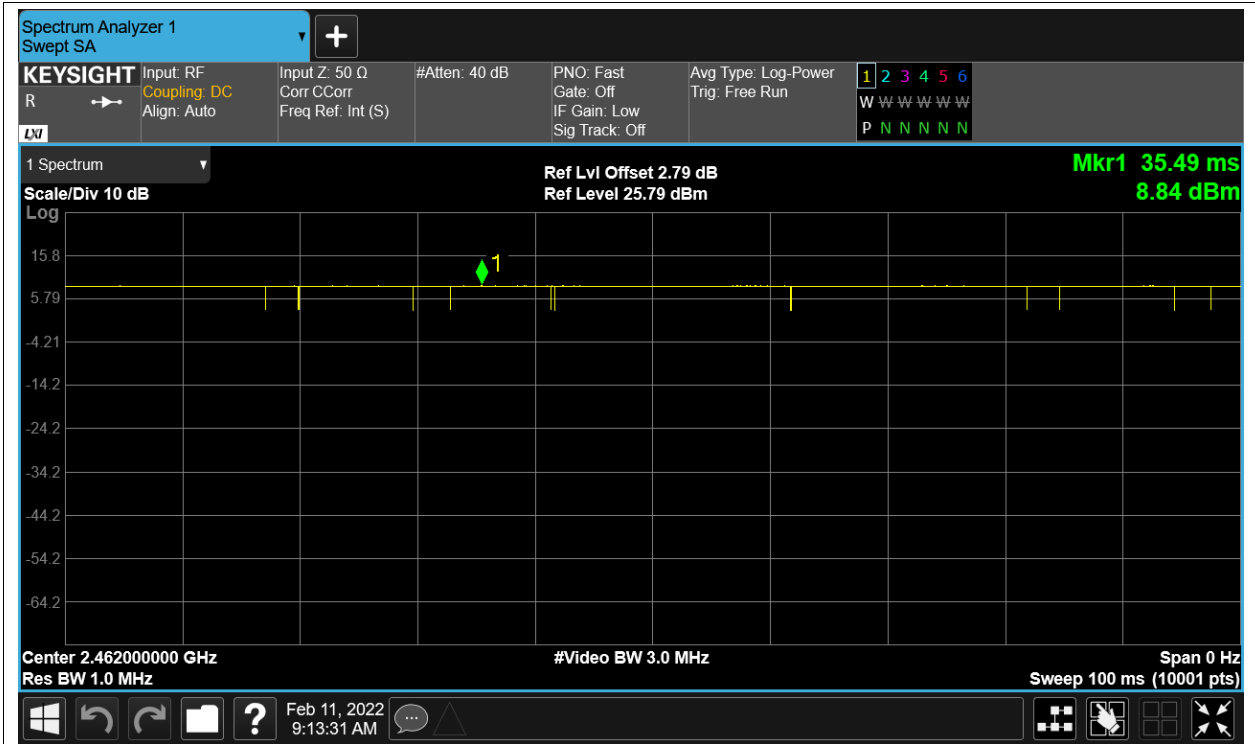 Spectrum Analyzer 1
Swept SA
KEYSIGHT
R
LXI
Input: RF
Coupling: DC
Align: Auto
Input Z: 50 Ω
Corr CCorr
Freq Ref: Int (S)
#Atten: 40 dB
PNO: Fast
Gate: Off
IF Gain: Low
Sig Track: Off
Avg Type: Log-Power
Trig: Free Run
1 2 3 4 5 6
W W W W W W
P N N N N N
1 Spectrum
Scale/Div 10 dB
Log
Ref Lvl Offset 2.79 dB
Ref Level 25.79 dBm
Mkr1 35.49 ms
8.84 dBm
1
15.8
5.79
-4.21
-14.2
-24.2
-34.2
-44.2
-54.2
-64.2
Center 2.462000000 GHz
Res BW 1.0 MHz
#Video BW 3.0 MHz
Span 0 Hz
Sweep 100 ms (10001 pts)
?
Feb 11, 2022
9:13:31 AM